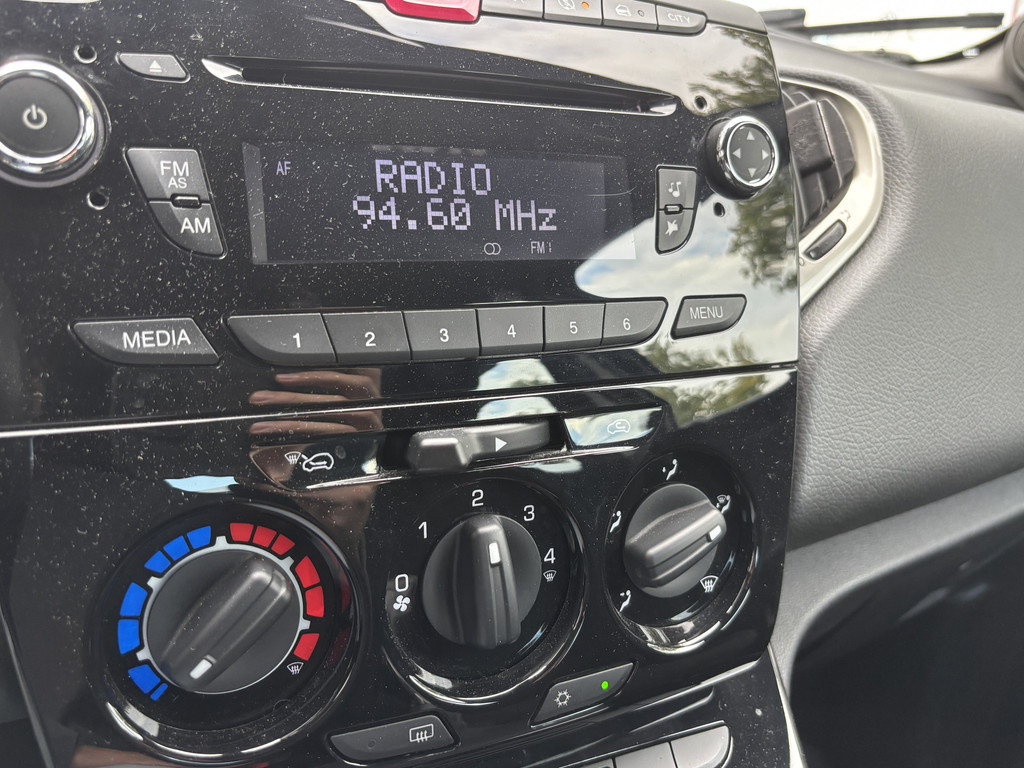 CITY
FM
AS
AM
AF
RADIO
94.60 MHz
FM 1
MEDIA
1 2 3 4 5 6
MENU
0 1 2 3 4